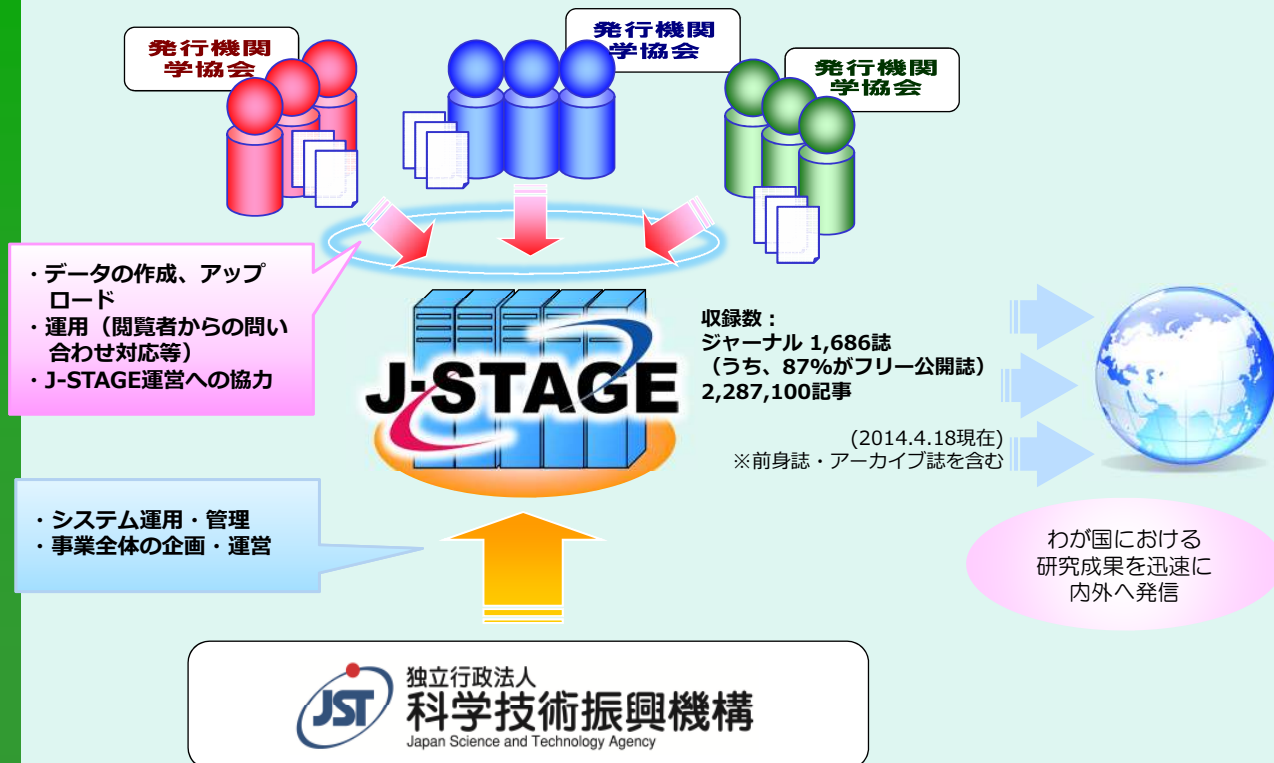 発行機関
学協会
発行機関
学協会
発行機関
学協会
・データの作成、アップ
ロード
・運用（閲覧者からの問い
合わせ対応等）
・J-STAGE運営への協力
J-STAGE
収録数：
ジャーナル 1,686誌
（うち、87%がフリー公開誌）
2,287,100記事
(2014.4.18現在)
※前身誌・アーカイブ誌を含む
・システム運用・管理
・事業全体の企画・運営
わが国における
研究成果を迅速に
内外へ発信
JST
独立行政法人
科学技術振興機構
Japan Science and Technology Agency